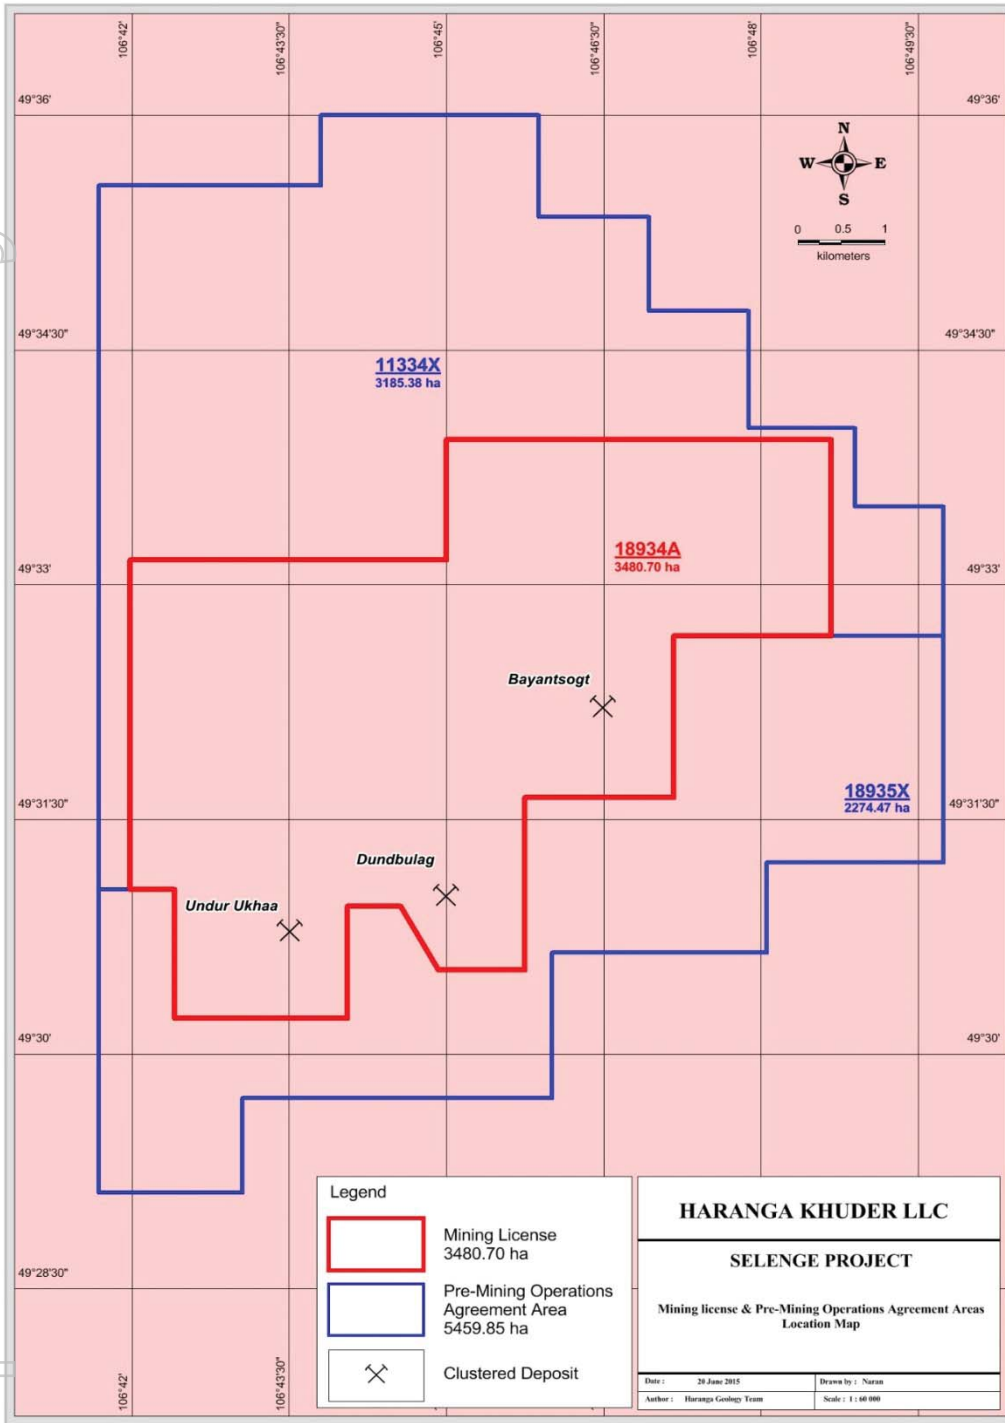 106°42'
106°43'30"
106°45'
106°46'30"
106°48'
106°49'30"
49°36'
49°36'
N
W E
S
0 0.5 1
kilometers
49°34'30"
49°34'30"
11334X
3185.38 ha
18934A
3480.70 ha
49°33'
49°33'
Bayantsogt
18935X
2274.47 ha
49°31'30"
49°31'30"
Dundbulag
Undur Ukhaa
49°30'
49°30'
49°28'30"
106°42'
106°43'30"
Legend
Mining License
3480.70 ha
Pre-Mining Operations
Agreement Area
5459.85 ha
Clustered Deposit
HARANGA KHUDER LLC
SELENGE PROJECT
Mining license & Pre-Mining Operations Agreement Areas
Location Map
Date : 20 June 2015
Drawn by : Naran
Author : Haranga Geology Team
Scale : 1 : 60 000